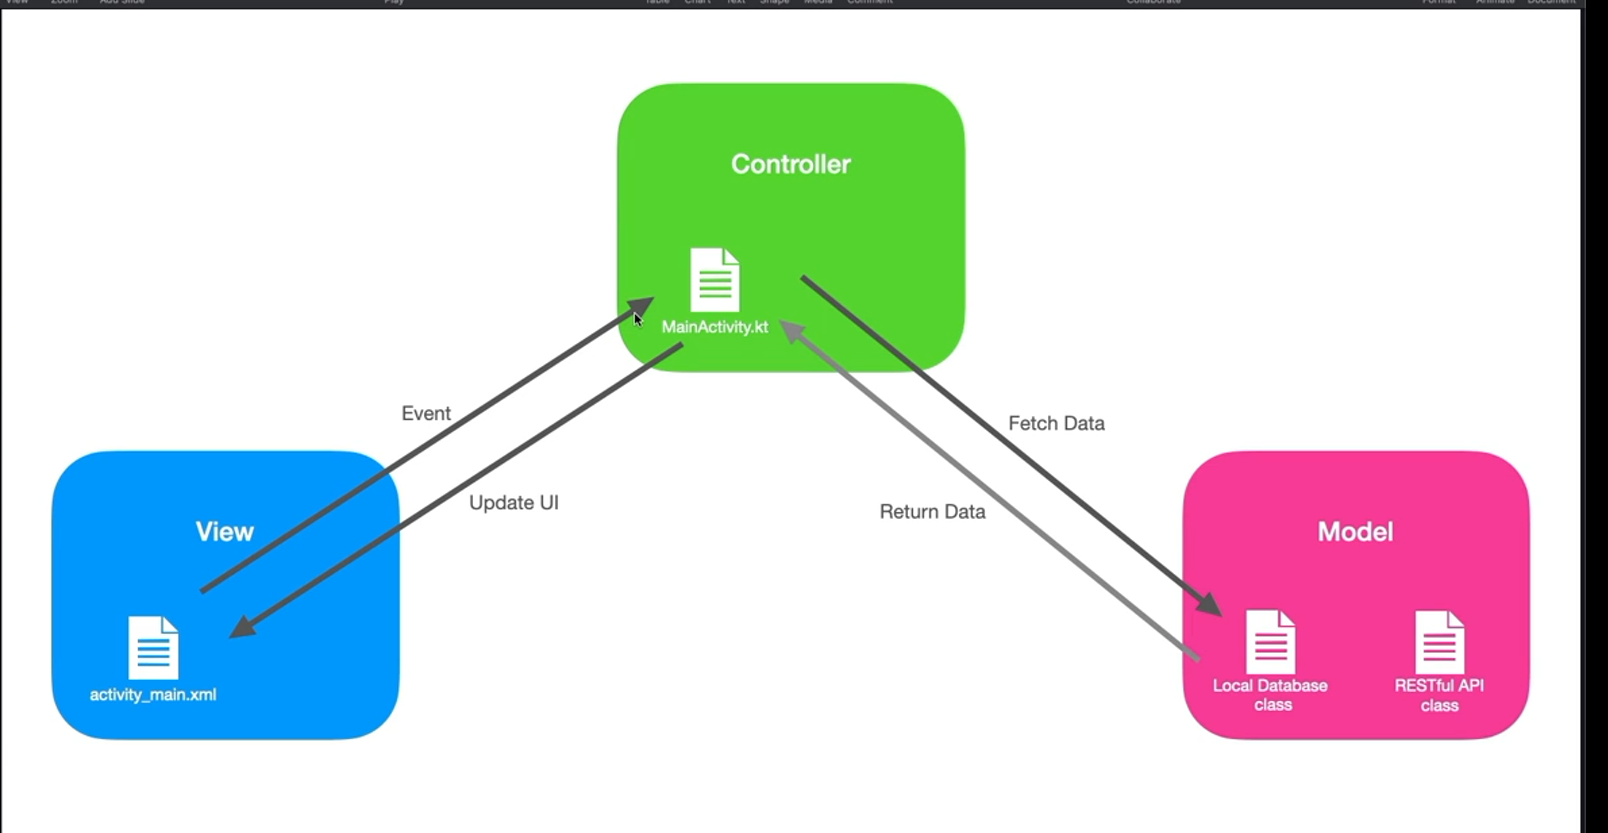 View Zoom Add Slide Play Table Chart Text Shape Media Comment Collaborate Format Animate Document
Controller
MainActivity.kt
Event
Fetch Data
Update UI
Return Data
View
Model
activity_main.xml
Local Database
class
RESTful API
class